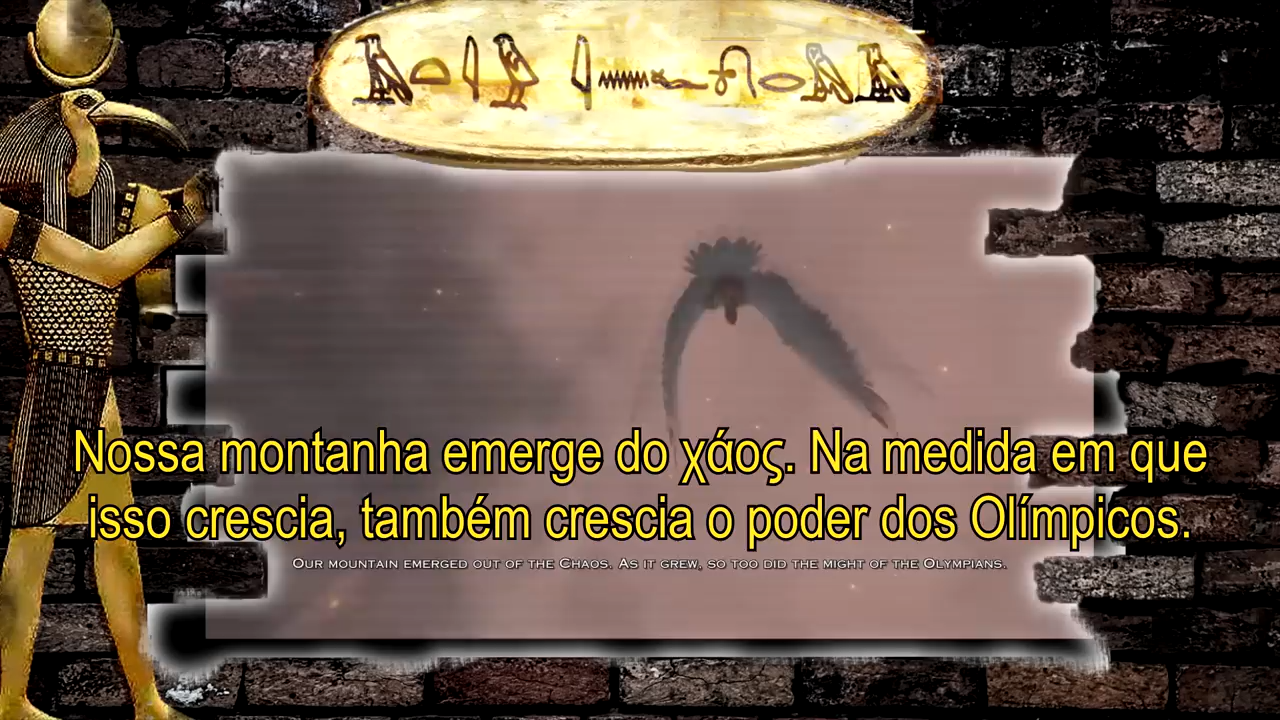 Nossa montanha emerge do χάος. Na medida em que
isso crescia, também crescia o poder dos Olímpicos.
Our mountain emerged out of the Chaos. As it grew, so too did the might of the Olympians.